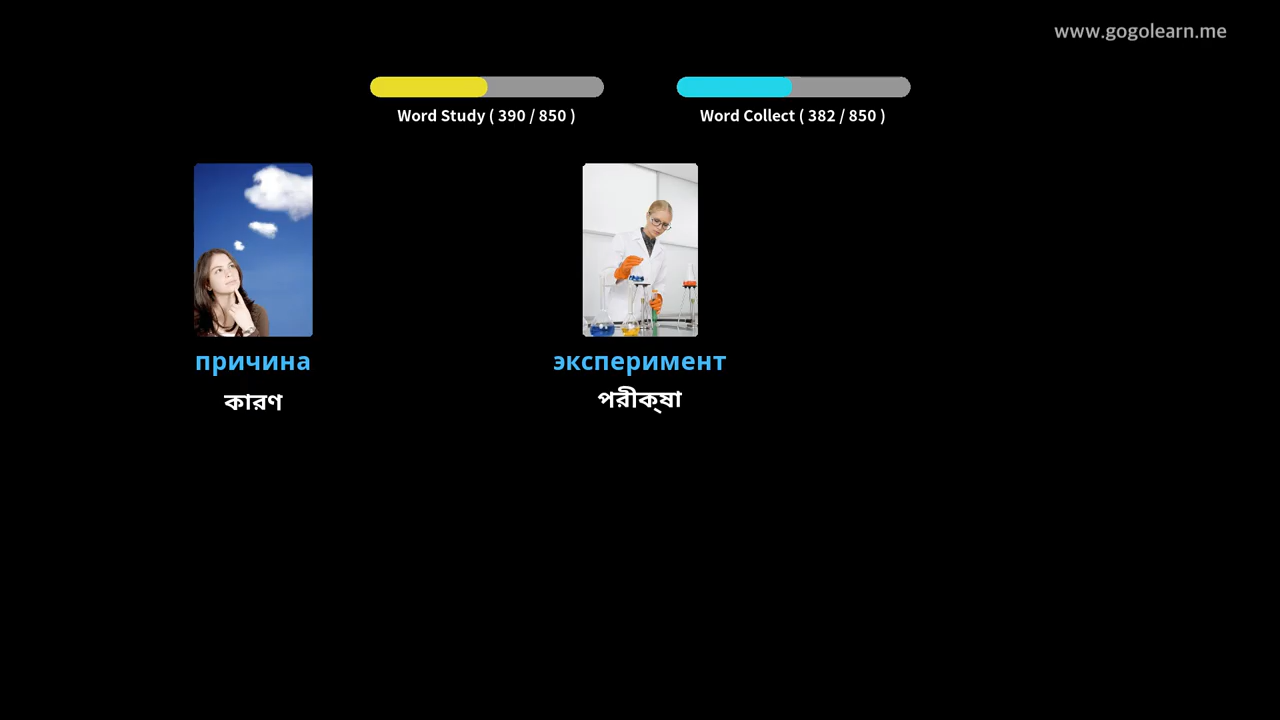 www.gogolearn.me
Word Study ( 390 / 850 )
Word Collect ( 382 / 850 )
причина
কারণ
эксперимент
পরীক্ষা